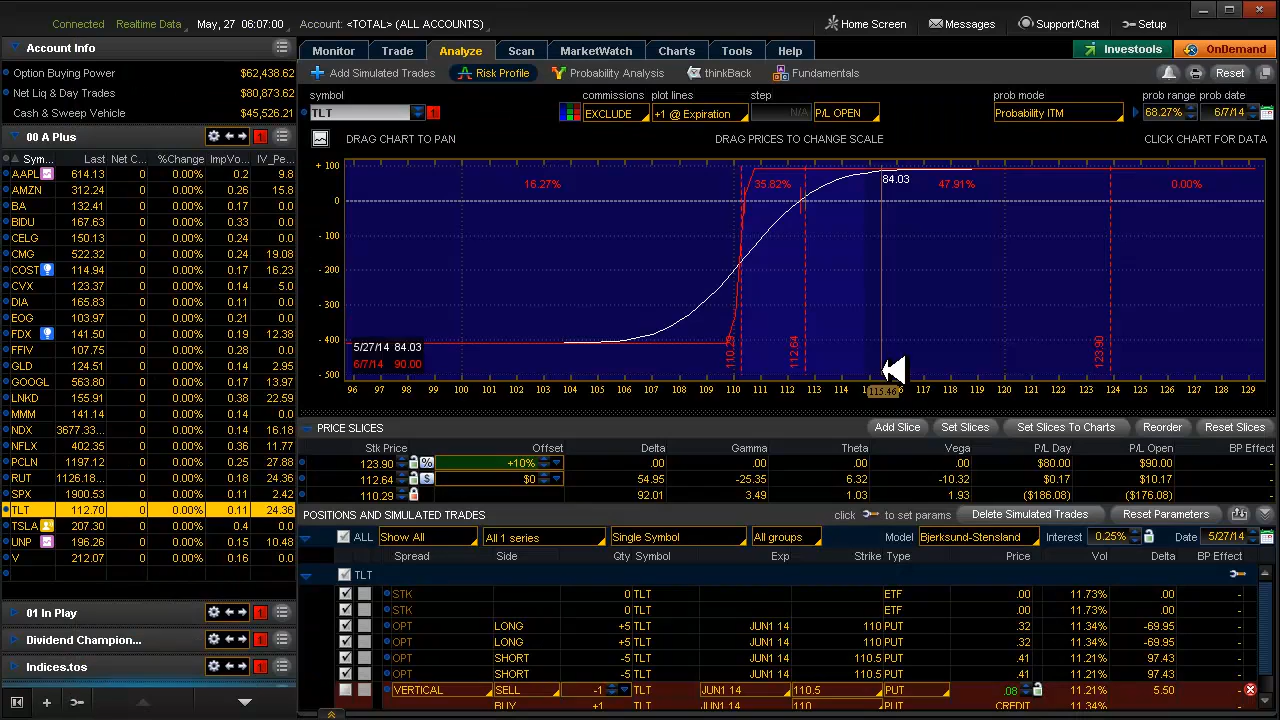 Connected Realtime Data May, 27 06:07:00 Account: <TOTAL> (ALL ACCOUNTS) Home Screen Messages Support/Chat Setup
Account Info
Option Buying Power $62,438.62
Net Liq & Day Trades $80,873.62
Cash & Sweep Vehicle $45,526.21
00 A Plus 1
Sym... Last Net C... %Change ImpVo... IV_Pe...
AAPL 614.13 0 0.00% 0.2 9.8
AMZN 312.24 0 0.00% 0.26 15.8
BA 132.41 0 0.00% 0.17 0.0
BIDU 167.63 0 0.00% 0.33 0.0
CELG 150.13 0 0.00% 0.24 0.0
CMG 522.32 0 0.00% 0.24 19.08
COST 114.94 0 0.00% 0.17 16.23
CVX 123.37 0 0.00% 0.14 5.0
DIA 165.83 0 0.00% 0.11 0.0
EOG 103.97 0 0.00% 0.21 0.0
FDX 141.50 0 0.00% 0.19 12.38
FFIV 107.75 0 0.00% 0.28 0.0
GLD 124.51 0 0.00% 0.14 2.95
GOOGL 563.80 0 0.00% 0.17 13.97
LNKD 155.91 0 0.00% 0.38 22.59
MMM 141.14 0 0.00% 0.14 0.0
NDX 3677.33... 0 0.00% 0.14 16.18
NFLX 402.35 0 0.00% 0.36 11.77
PCLN 1197.12 0 0.00% 0.25 27.88
RUT 1126.18... 0 0.00% 0.18 24.36
SPX 1900.53 0 0.00% 0.11 2.42
TLT 112.70 0 0.00% 0.11 24.36
TSLA 207.30 0 0.00% 0.4 0.0
UNP 196.26 0 0.00% 0.15 10.48
V 212.07 0 0.00% 0.16 0.0
01 In Play 1
Dividend Champion... 1
Indices.tos 1
Monitor Trade Analyze Scan MarketWatch Charts Tools Help Investools OnDemand
Add Simulated Trades Risk Profile Probability Analysis thinkBack Fundamentals Reset
symbol commissions plot lines step prob mode prob range prob date
TLT 1 EXCLUDE +1 @ Expiration N/A P/L OPEN Probability ITM 68.27% 6/7/14
DRAG CHART TO PAN DRAG PRICES TO CHANGE SCALE CLICK CHART FOR DATA
+ 100
0
- 100
- 200
- 300
- 400
- 500
16.27% 35.82% 84.03 47.91% 0.00%
110.29 112.64 123.90
5/27/14 84.03
6/7/14 90.00
96 97 98 99 100 101 102 103 104 105 106 107 108 109 110 111 112 113 114 115.46 117 118 119 120 121 122 123 124 125 126 127 128 129
PRICE SLICES Add Slice Set Slices Set Slices To Charts Reorder Reset Slices
Stk Price Offset Delta Gamma Theta Vega P/L Day P/L Open BP Effect
123.90 % +10% .00 .00 .00 .00 $80.00 $90.00 -
112.64 $ $0 54.95 -25.35 6.32 -10.32 $0.17 $10.17 -
110.29 92.01 3.49 1.03 1.93 ($186.08) ($176.08) -
POSITIONS AND SIMULATED TRADES click to set params Delete Simulated Trades Reset Parameters
ALL Show All All 1 series Single Symbol All groups Model Bjerksund-Stensland Interest 0.25% Date 5/27/14
Spread Side Qty Symbol Exp Strike Type Price Vol Delta BP Effect
TLT
STK 0 TLT ETF .00 11.73% .00 -
STK 0 TLT ETF .00 11.73% .00 -
OPT LONG +5 TLT JUN1 14 110 PUT .32 11.34% -69.95 -
OPT LONG +5 TLT JUN1 14 110 PUT .32 11.34% -69.95 -
OPT SHORT -5 TLT JUN1 14 110.5 PUT .41 11.34% 97.43 -
OPT SHORT -5 TLT JUN1 14 110.5 PUT .41 11.34% 97.43 -
VERTICAL SELL -1 TLT JUN1 14 110.5 PUT .08 11.21% 5.50 -
BUY +1 TLT JUN1 14 110 PUT CREDIT 11.34%